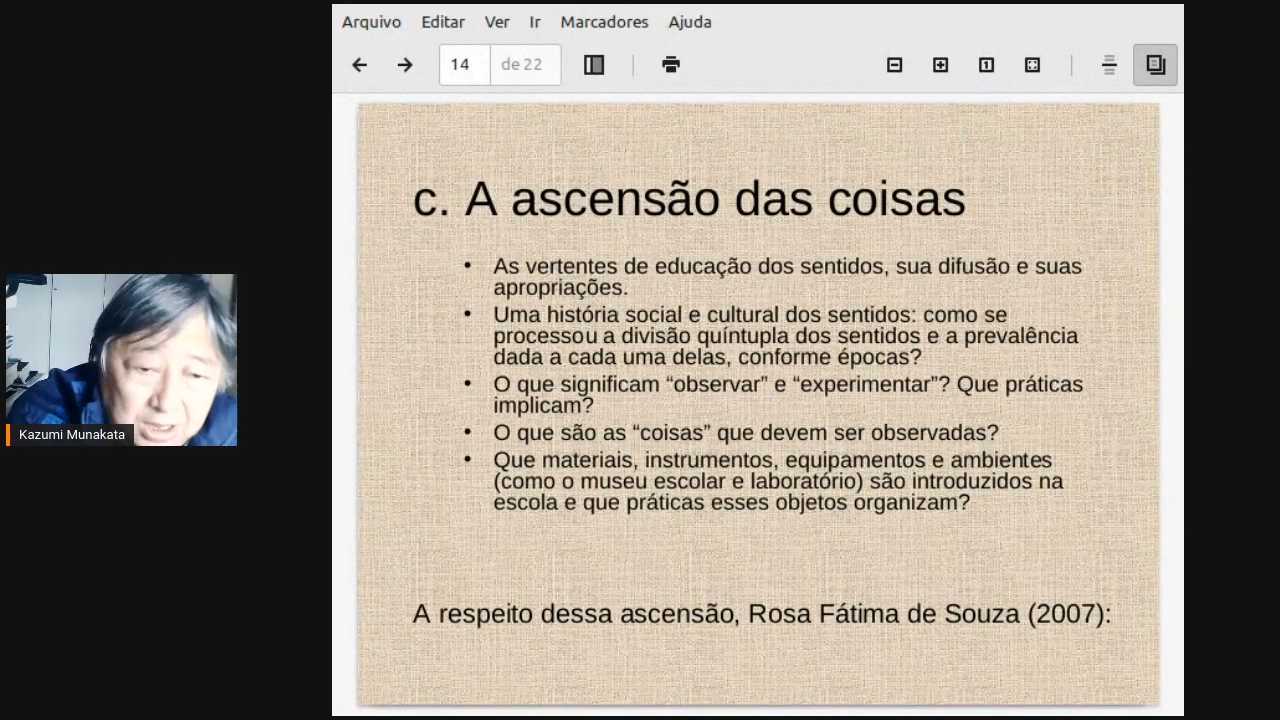 Arquivo Editar Ver Ir Marcadores Ajuda
14 de 22
c. A ascensão das coisas
• As vertentes de educação dos sentidos, sua difusão e suas
apropriações.
• Uma história social e cultural dos sentidos: como se
processou a divisão quíntupla dos sentidos e a prevalência
dada a cada uma delas, conforme épocas?
• O que significam “observar” e “experimentar”? Que práticas
implicam?
• O que são as “coisas” que devem ser observadas?
• Que materiais, instrumentos, equipamentos e ambientes
(como o museu escolar e laboratório) são introduzidos na
escola e que práticas esses objetos organizam?
A respeito dessa ascensão, Rosa Fátima de Souza (2007):
Kazumi Munakata